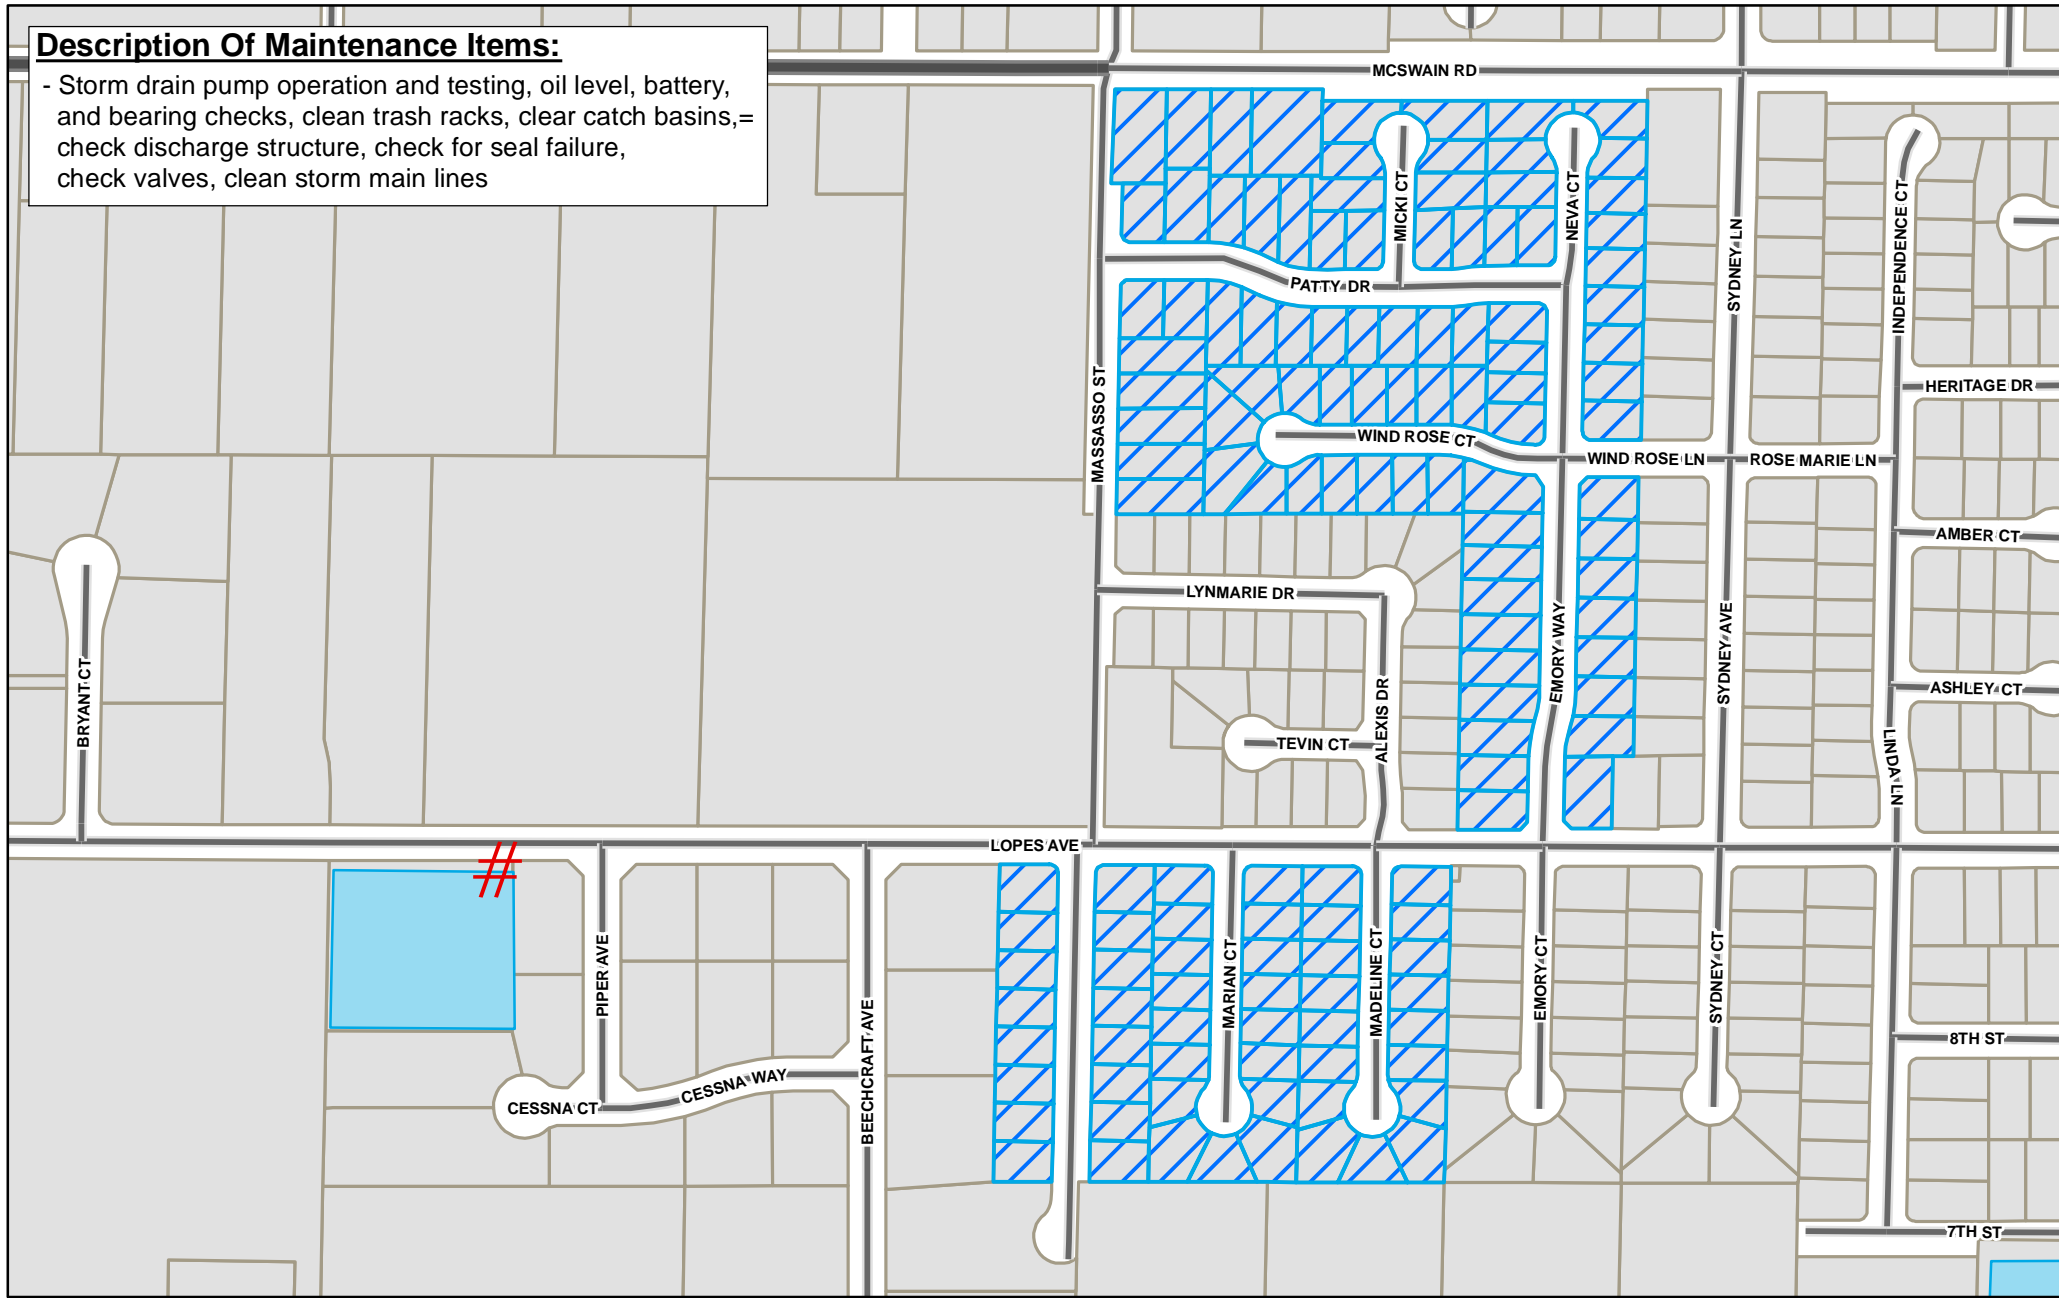 Description Of Maintenance Items:
- Storm drain pump operation and testing, oil level, battery,
and bearing checks, clean trash racks, clear catch basins,=
check discharge structure, check for seal failure,
check valves, clean storm main lines
MCSWAIN RD
MICKI CT
NEVA CT
SYDNEY LN
INDEPENDENCE CT
PATTY DR
HERITAGE DR
MASSASSO ST
WIND ROSE CT
WIND ROSE LN
ROSE MARIE LN
AMBER CT
LYNMARIE DR
EMORY WAY
SYDNEY AVE
BRYANT CT
ALEXIS DR
ASHLEY CT
TEVIN CT
LINDA LN
LOPES AVE
PIPER AVE
MARIAN CT
MADELINE CT
EMORY CT
SYDNEY CT
BEECHCRAFT AVE
8TH ST
CESSNA WAY
CESSNA CT
7TH ST